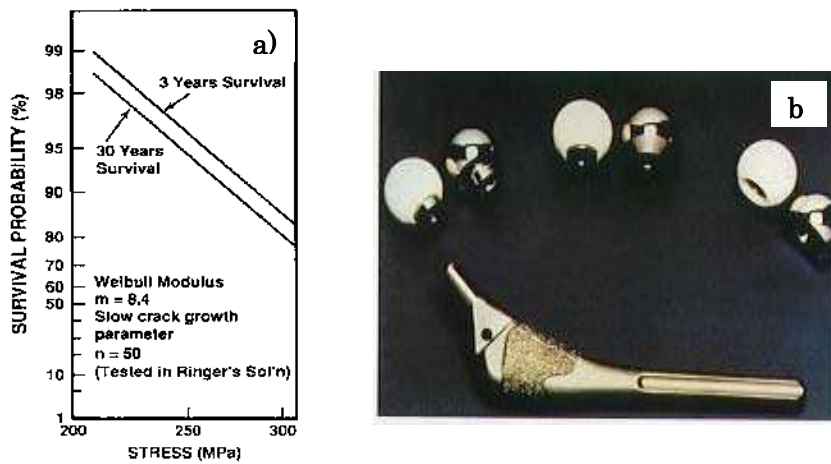 a)
99
98
95
90
80
70
60
50
10
1
SURVIVAL PROBABILITY (%)
3 Years Survival
30 Years
Survival
Weibull Modulus
m = 8.4
Slow crack growth
parameter
n = 50
(Tested in Ringer's Sol'n)
200
250
300
STRESS (MPa)
b